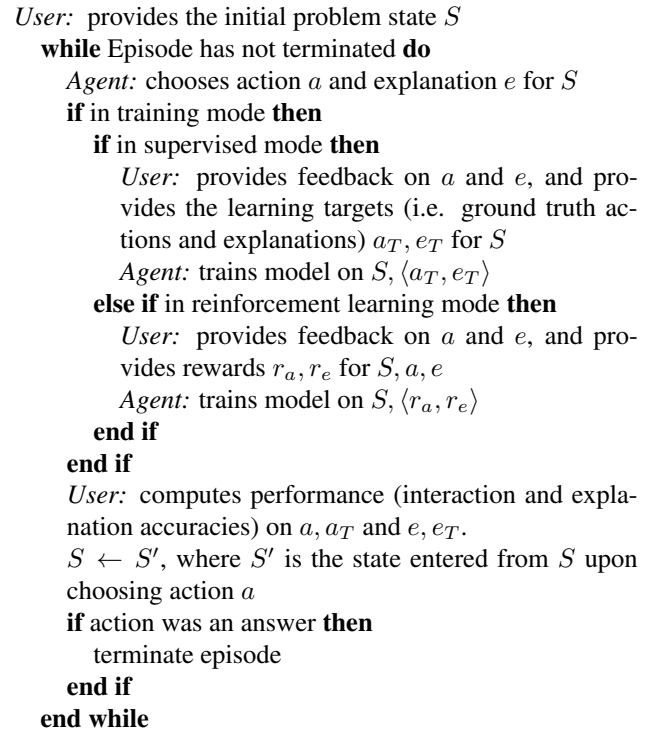 User: provides the initial problem state S
while Episode has not terminated do
Agent: chooses action a and explanation e for S
if in training mode then
if in supervised mode then
User: provides feedback on a and e, and pro-
vides the learning targets (i.e. ground truth ac-
tions and explanations) a_T, e_T for S
Agent: trains model on S, ⟨a_T, e_T⟩
else if in reinforcement learning mode then
User: provides feedback on a and e, and pro-
vides rewards r_a, r_e for S, a, e
Agent: trains model on S, ⟨r_a, r_e⟩
end if
end if
User: computes performance (interaction and expla-
nation accuracies) on a, a_T and e, e_T.
S ← S′, where S′ is the state entered from S upon
choosing action a
if action was an answer then
terminate episode
end if
end while